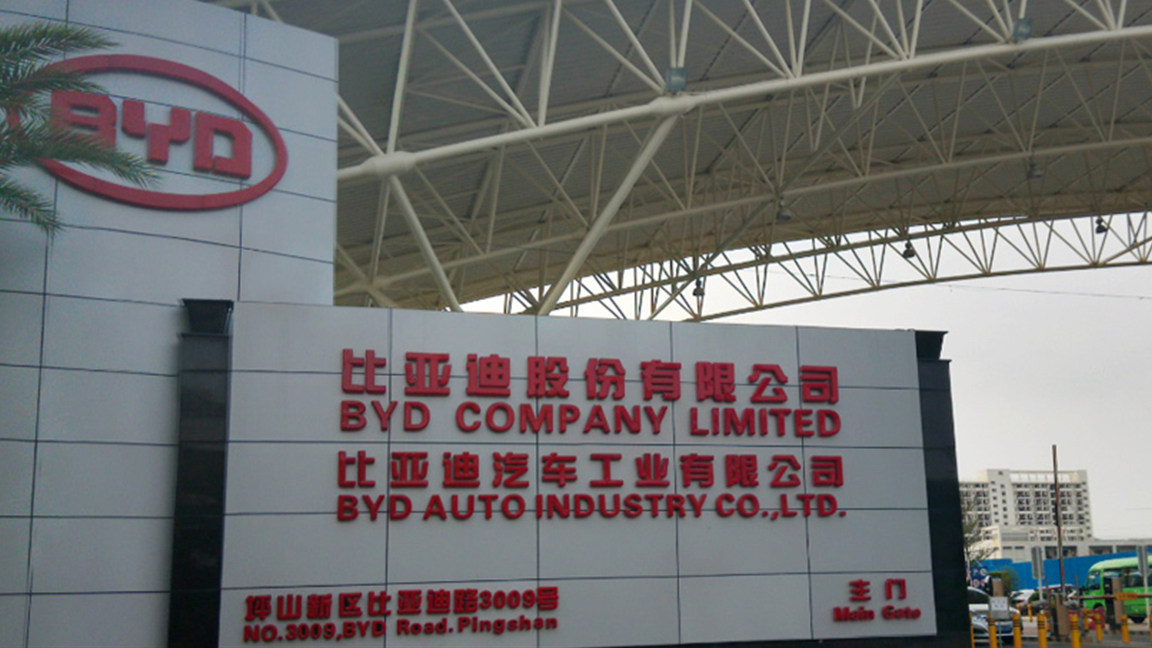 BYD
比亚迪股份有限公司
BYD COMPANY LIMITED
比亚迪汽车工业有限公司
BYD AUTO INDUSTRY CO.,LTD.
坪山新区比亚迪路3009号
NO.3009,BYD Road.Pingshan
主门
Main Gate